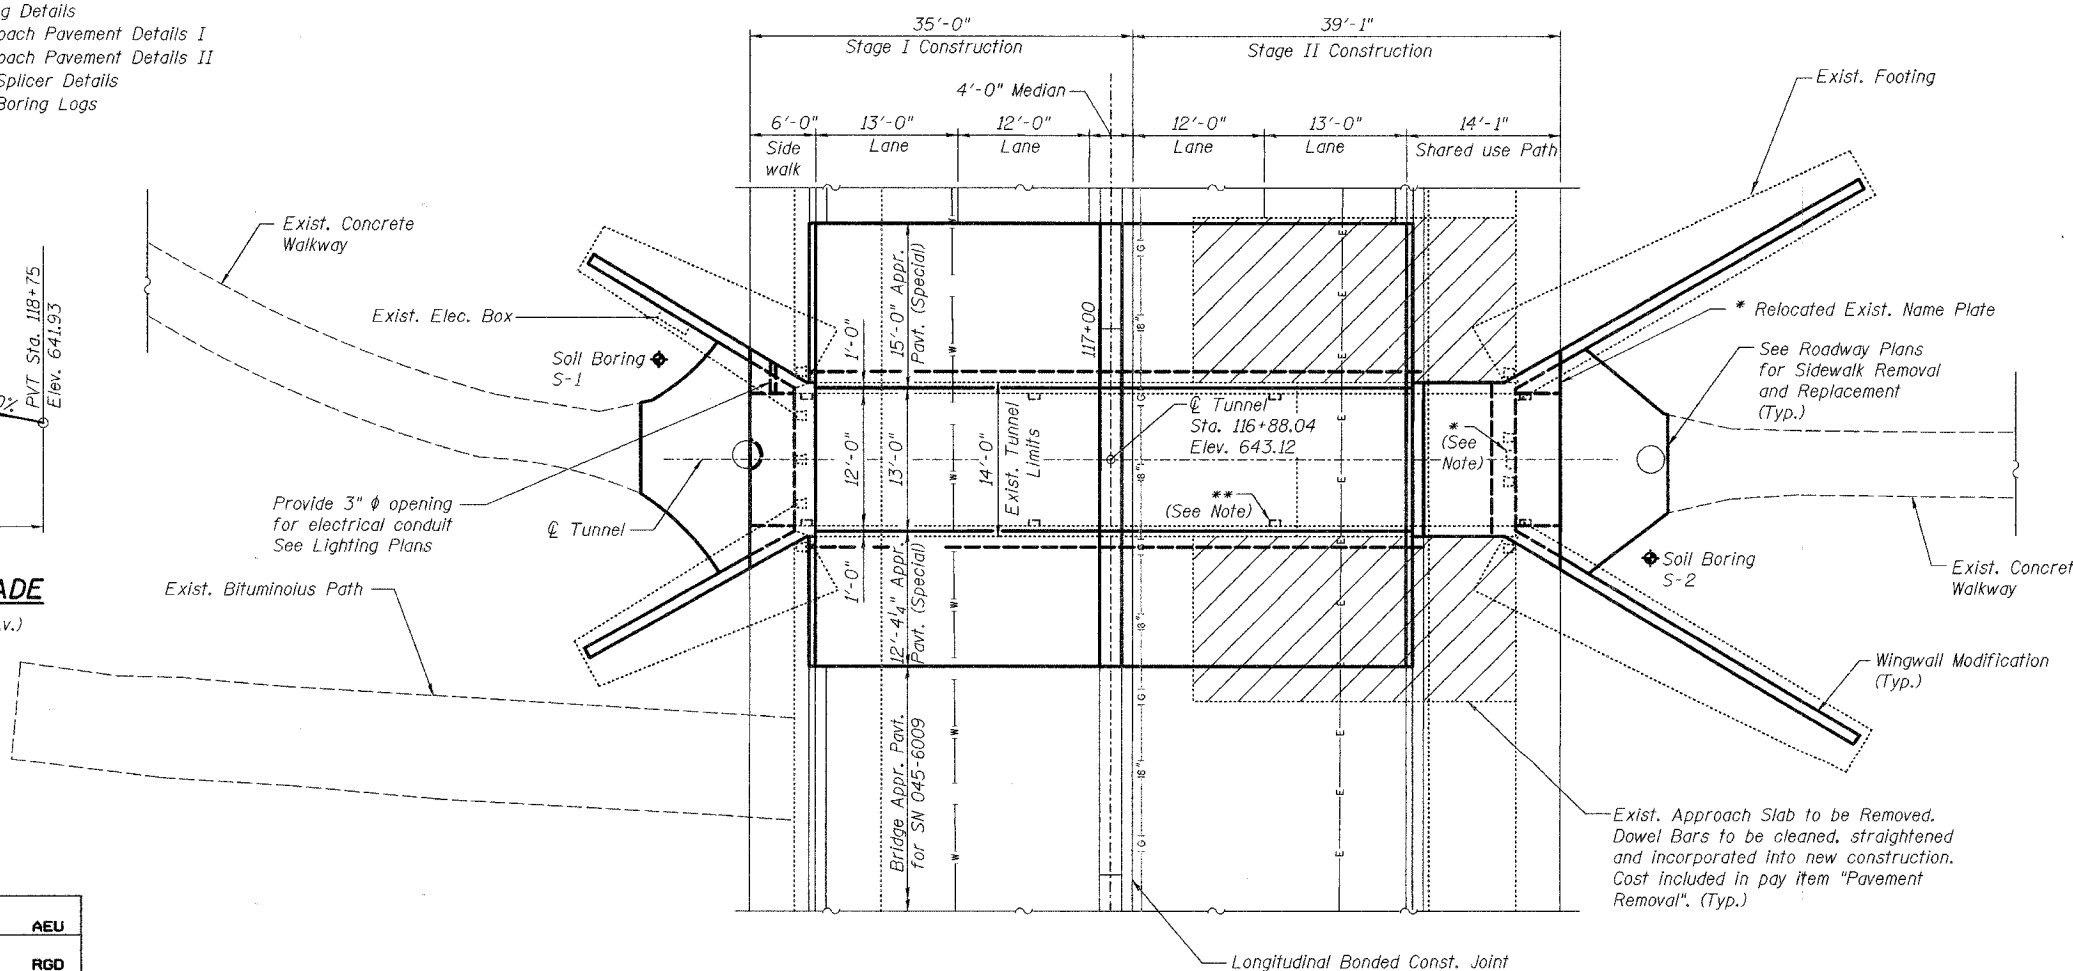 g Details
oach Pavement Details I
oach Pavement Details II
Splicer Details
Boring Logs
35'-0"
Stage I Construction
39'-1"
Stage II Construction
4'-0" Median
6'-0"
Side
walk
13'-0"
Lane
12'-0"
Lane
12'-0"
Lane
13'-0"
Lane
14'-1"
Shared use Path
Exist. Footing
Exist. Concrete
Walkway
PVT Sta. 118+75
Elev. 641.93
0%
Exist. Elec. Box
Soil Boring
S-1
1'-0"
15'-0" Appr.
Pavt. (Special)
117+00
* Relocated Exist. Name Plate
See Roadway Plans
for Sidewalk Removal
and Replacement
(Typ.)
12'-0"
13'-0"
14'-0"
Exist. Tunnel
Limits
℄ Tunnel
Sta. 116+88.04
Elev. 643.12
*
(See
Note)
**
(See Note)
Provide 3" ϕ opening
for electrical conduit
See Lighting Plans
℄ Tunnel
Soil Boring
S-2
Exist. Concret
Walkway
ADE
v.)
Exist. Bituminoius Path
1'-0"
12'-4¼" Appr.
Pavt. (Special)
W
W
W
W
W
W
W
W
G
18"
G
18"
G
18"
G
18"
G
18"
G
E
E
E
E
E
E
E
E
Wingwall Modification
(Typ.)
Bridge Appr. Pavt.
for SN 045-6009
Exist. Approach Slab to be Removed.
Dowel Bars to be cleaned, straightened
and incorporated into new construction.
Cost included in pay item "Pavement
Removal". (Typ.)
AEU
RGD
Longitudinal Bonded Const. Joint